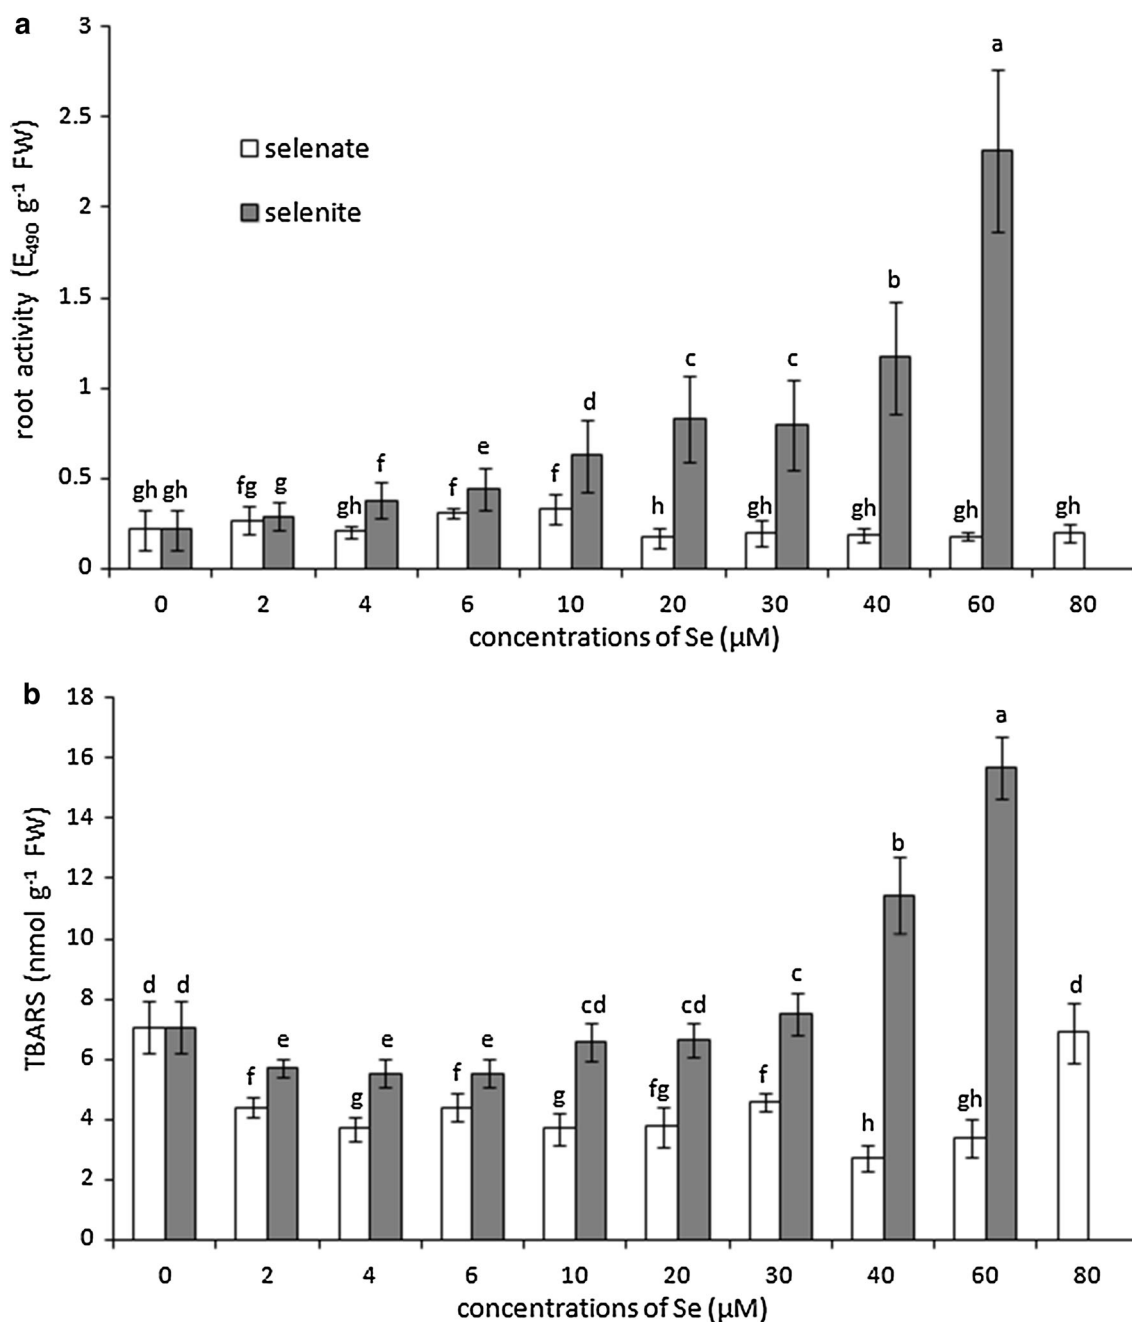 a
3
2.5
2
1.5
1
0.5
0
root activity (E490 g-1 FW)
selenate
selenite
gh gh fg g gh f f e f d h c gh c gh b gh a gh
0 2 4 6 10 20 30 40 60 80
concentrations of Se (µM)
b
18
16
14
12
10
8
6
4
2
0
TBARS (nmol g-1 FW)
d d f e g e f e g cd fg cd f c h b gh a d
0 2 4 6 10 20 30 40 60 80
concentrations of Se (µM)